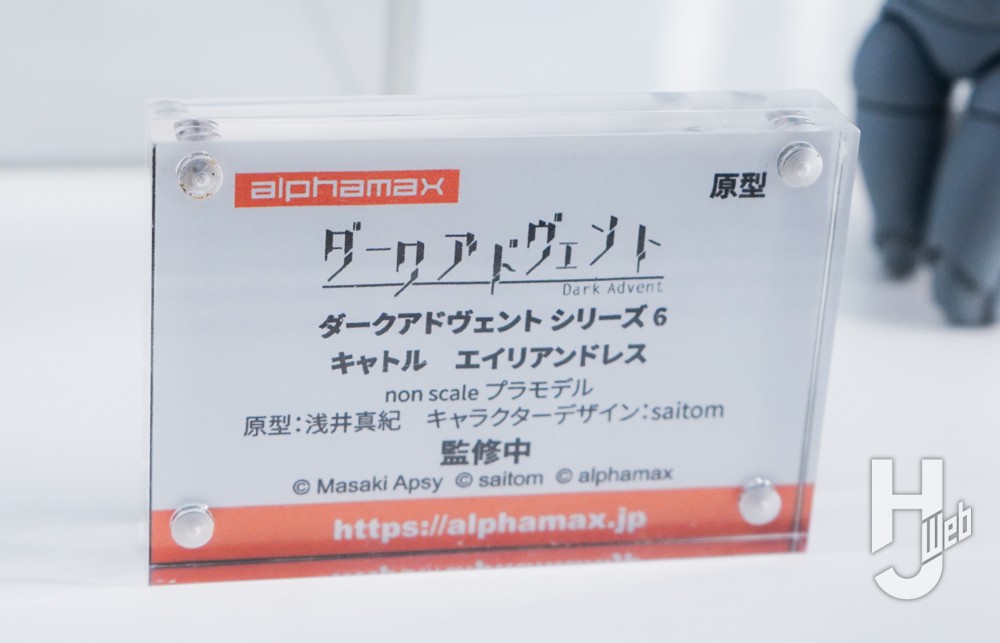 alphamax
原型
ダークアドヴェント
Dark Advent
ダークアドヴェント シリーズ 6
キャトル　エイリアンドレス
non scale プラモデル
原型：浅井真紀　キャラクターデザイン：saitom
監修中
© Masaki Apsy © saitom © alphamax
https://alphamax.jp
HJ Web